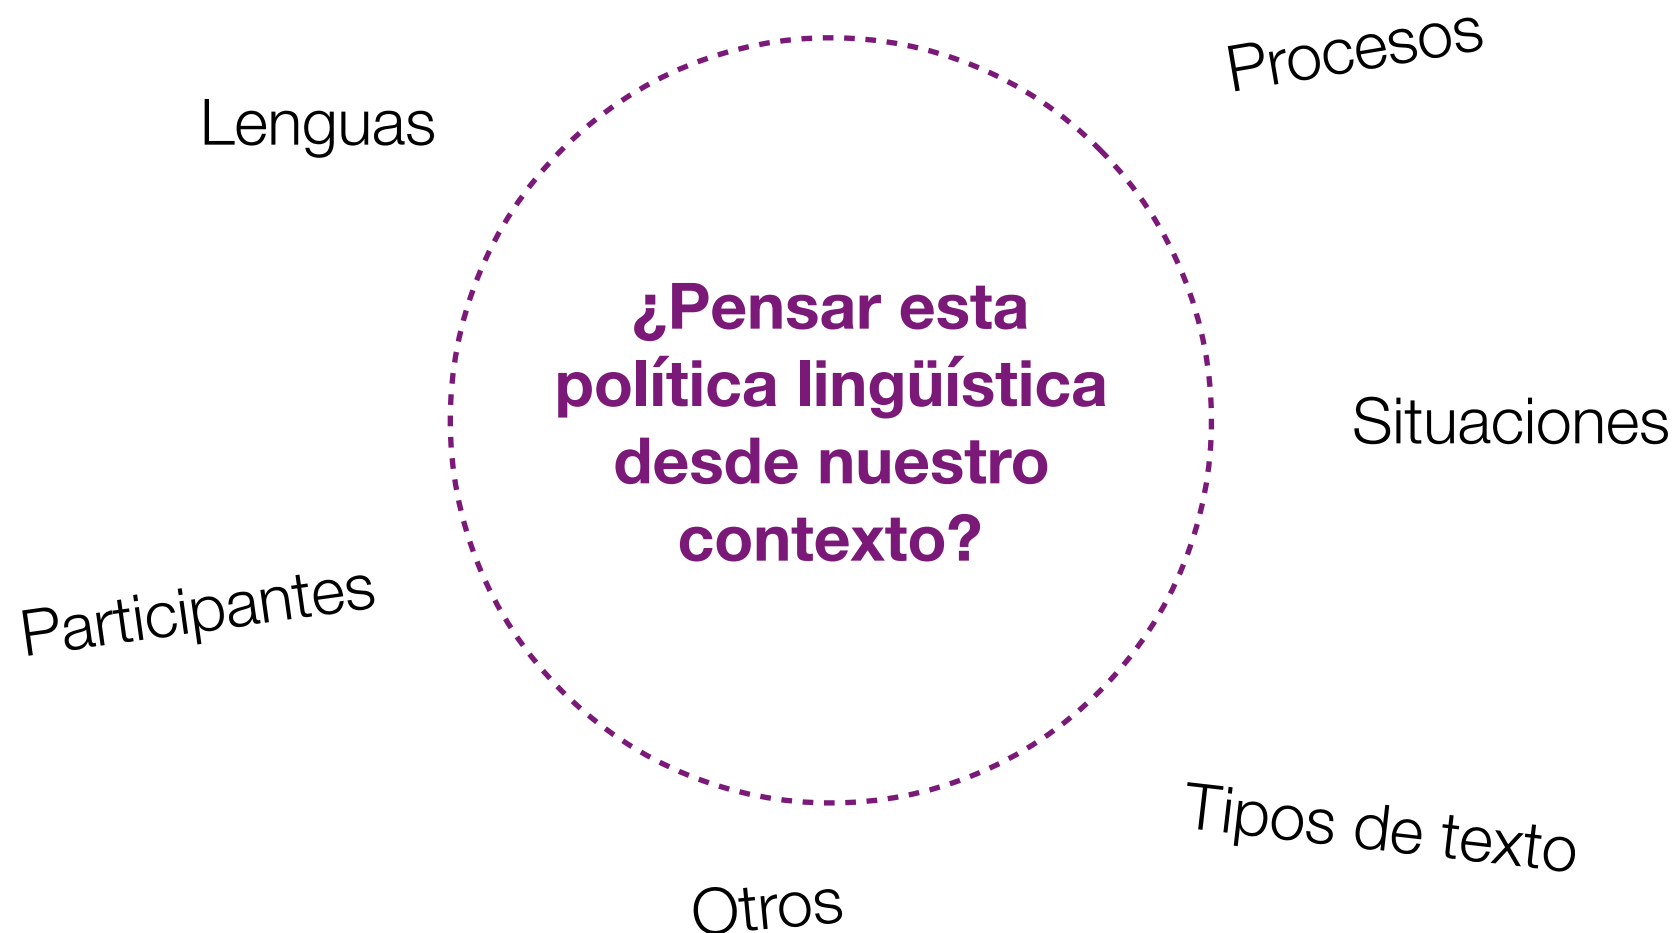 Procesos
Lenguas
¿Pensar esta
política lingüística
desde nuestro
contexto?
Situaciones
Participantes
Tipos de texto
Otros